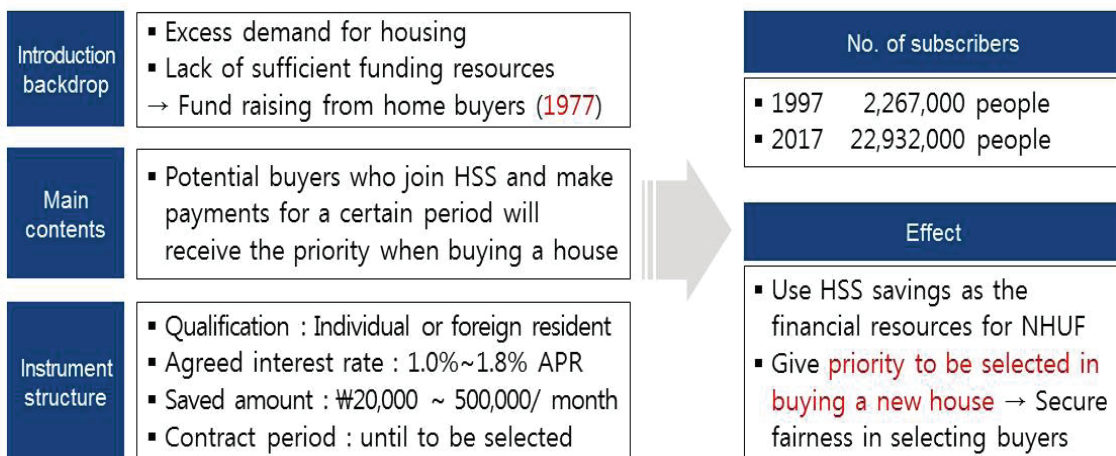 Introduction
backdrop
▪ Excess demand for housing
▪ Lack of sufficient funding resources
→ Fund raising from home buyers (1977)
Main
contents
▪ Potential buyers who join HSS and make
payments for a certain period will
receive the priority when buying a house
Instrument
structure
▪ Qualification : Individual or foreign resident
▪ Agreed interest rate : 1.0%~1.8% APR
▪ Saved amount : ₩20,000 ~ 500,000/ month
▪ Contract period : until to be selected
No. of subscribers
▪ 1997 2,267,000 people
▪ 2017 22,932,000 people
Effect
▪ Use HSS savings as the
financial resources for NHUF
▪ Give priority to be selected in
buying a new house → Secure
fairness in selecting buyers